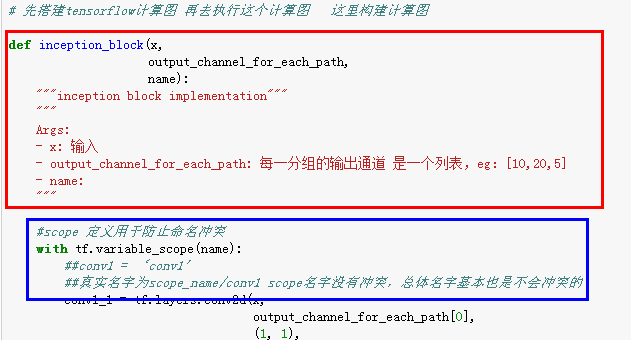 # 先搭建tensorflow计算图 再去执行这个计算图   这里构建计算图
def inception_block(x,
output_channel_for_each_path,
name):
"""inception block implementation"""
"""
Args:
- x: 输入
- output_channel_for_each_path: 每一分组的输出通道 是一个列表，eg：[10,20,5]
- name:
"""
#scope 定义用于防止命名冲突
with tf.variable_scope(name):
##conv1 = ‘conv1’
##真实名字为scope_name/conv1 scope名字没有冲突，总体名字基本也是不会冲突的
conv1_1 = tf.layers.conv2d(x,
output_channel_for_each_path[0],
(1, 1),